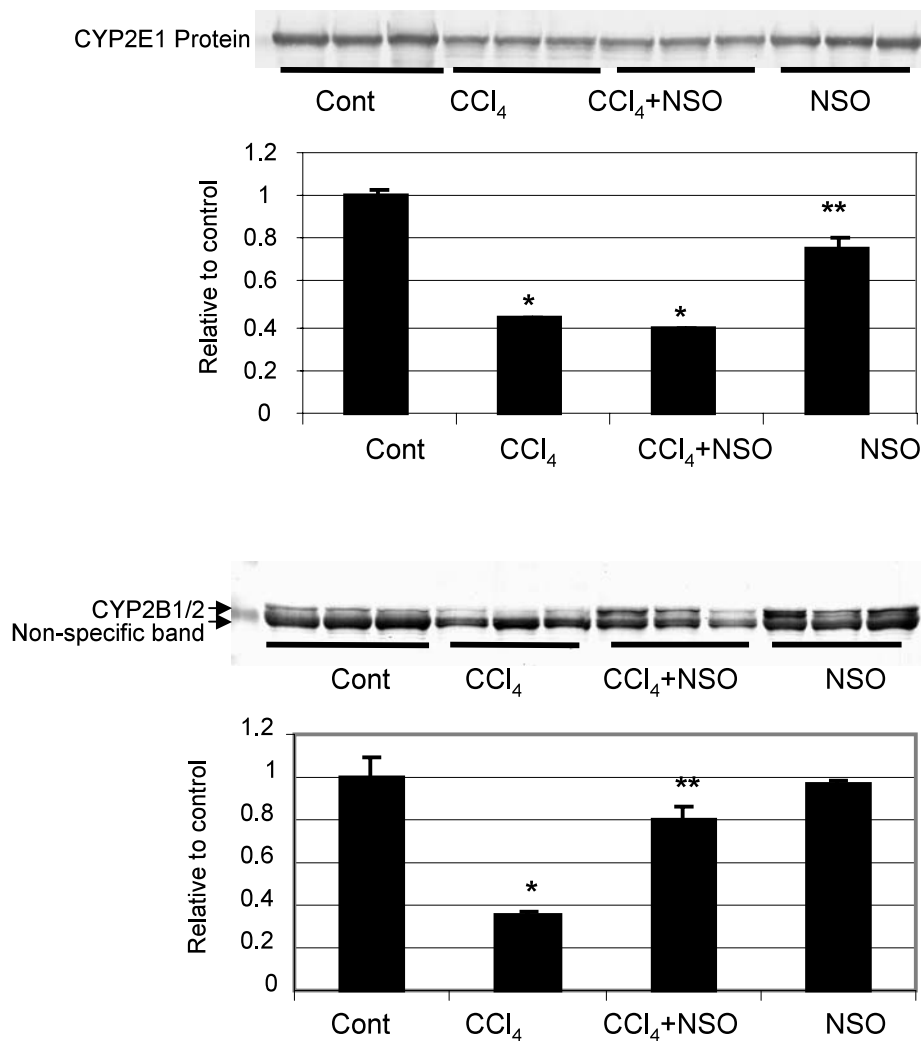 CYP2E1 Protein
Cont CCl₄ CCl₄+NSO NSO
Relative to control
1.2
1
0.8
0.6
0.4
0.2
0
*
*
**
Cont CCl₄ CCl₄+NSO NSO
CYP2B1/2
Non-specific band
Cont CCl₄ CCl₄+NSO NSO
Relative to control
1.2
1
0.8
0.6
0.4
0.2
0
*
**
Cont CCl₄ CCl₄+NSO NSO